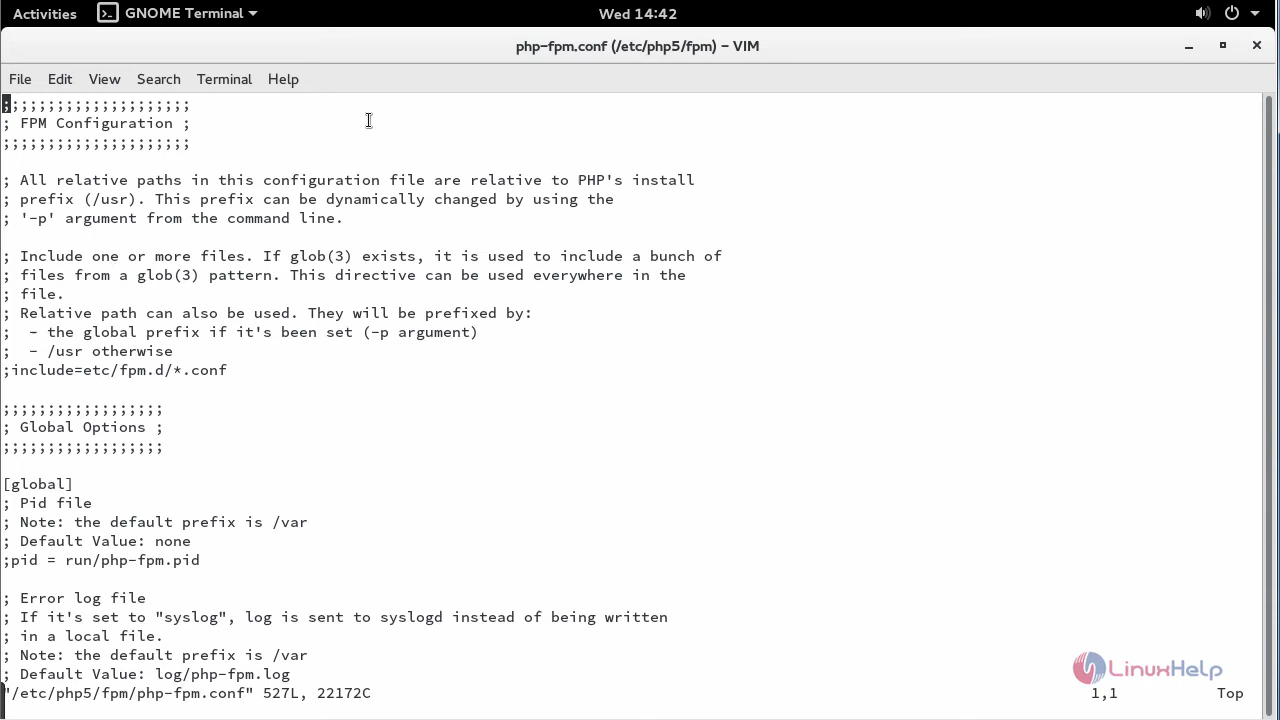 Activities GNOME Terminal Wed 14:42
php-fpm.conf (/etc/php5/fpm) – VIM
File Edit View Search Terminal Help
;;;;;;;;;;;;;;;;;;;;;
; FPM Configuration ;
;;;;;;;;;;;;;;;;;;;;;
; All relative paths in this configuration file are relative to PHP's install
; prefix (/usr). This prefix can be dynamically changed by using the
; '-p' argument from the command line.
; Include one or more files. If glob(3) exists, it is used to include a bunch of
; files from a glob(3) pattern. This directive can be used everywhere in the
; file.
; Relative path can also be used. They will be prefixed by:
;  - the global prefix if it's been set (-p argument)
;  - /usr otherwise
;include=etc/fpm.d/*.conf
;;;;;;;;;;;;;;;;;;
; Global Options ;
;;;;;;;;;;;;;;;;;;
[global]
; Pid file
; Note: the default prefix is /var
; Default Value: none
;pid = run/php-fpm.pid
; Error log file
; If it's set to "syslog", log is sent to syslogd instead of being written
; in a local file.
; Note: the default prefix is /var
; Default Value: log/php-fpm.log
"/etc/php5/fpm/php-fpm.conf" 527L, 22172C 1,1 Top
LinuxHelp